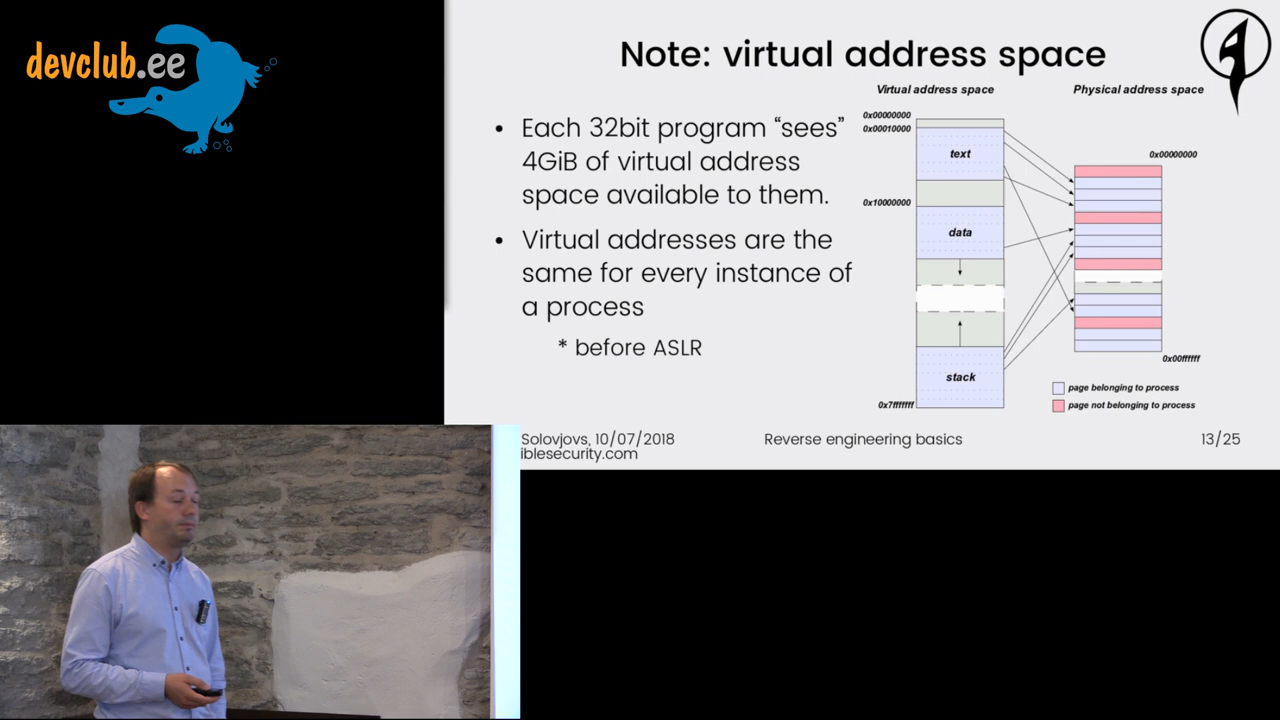 devclub.ee
Note: virtual address space
• Each 32bit program “sees”
4GiB of virtual address
space available to them.
• Virtual addresses are the
same for every instance of
a process
* before ASLR
Virtual address space
Physical address space
0x00000000
0x00010000
text
0x10000000
data
stack
0x7fffffff
0x00000000
0x00ffffff
page belonging to process
page not belonging to process
Solovjovs, 10/07/2018
iblesecurity.com
Reverse engineering basics
13/25